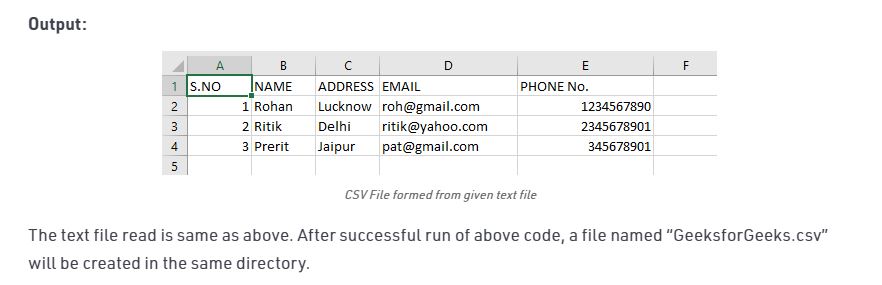 Output:
A B C D E F
1 S.NO NAME ADDRESS EMAIL PHONE No.
2 1 Rohan Lucknow roh@gmail.com 1234567890
3 2 Ritik Delhi ritik@yahoo.com 2345678901
4 3 Prerit Jaipur pat@gmail.com 345678901
5
CSV File formed from given text file
The text file read is same as above. After successful run of above code, a file named “GeeksforGeeks.csv”
will be created in the same directory.